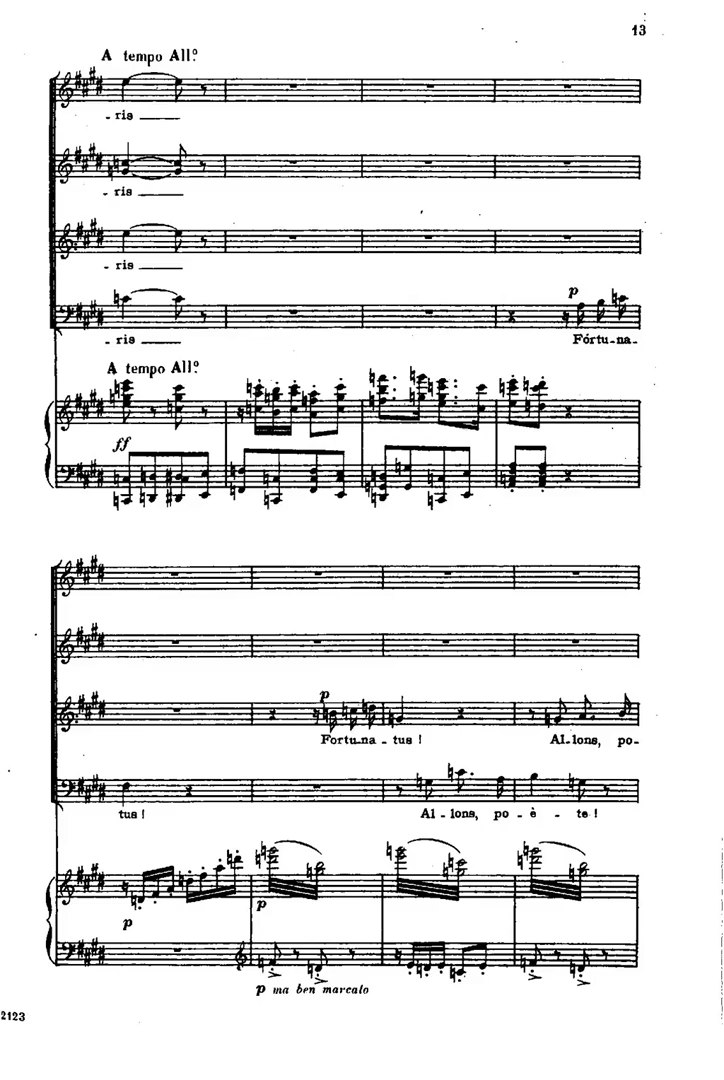 13
A tempo All°
- ris
- ris
- ris
p
- ris Fórtu-na-
A tempo All°
ff
p
Fortu-na - tus ! Al-lons, po-
tus ! Al - lons, po - è - te !
p
p
p ma ben marcato
2123